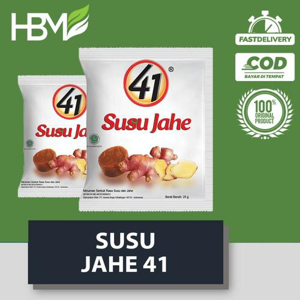 HBM
FASTDELIVERY
COD
BAYAR DI TEMPAT
100%
ORIGINAL
PRODUCT
41
Susu Jahe
41®
Susu Jahe
SUSU
JAHE 41